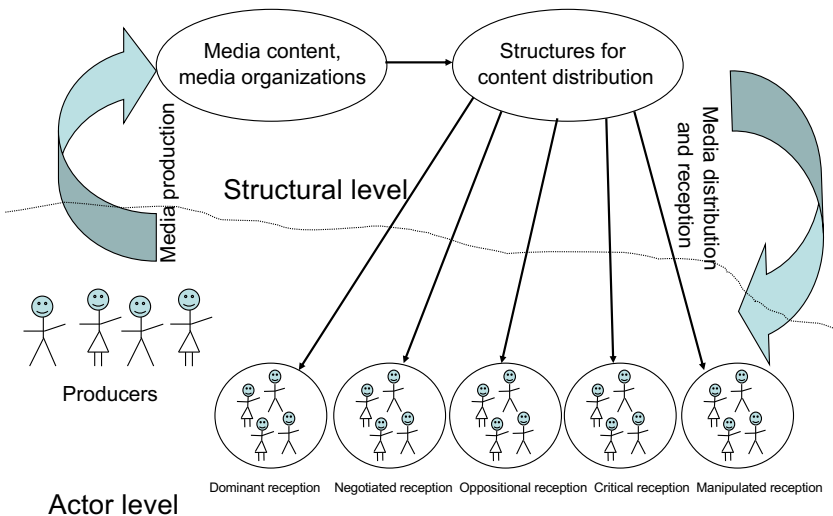 Media content,
media organizations
Structures for
content distribution
Media production
Media distribution
and reception
Structural level
Producers
Dominant reception
Negotiated reception
Oppositional reception
Critical reception
Manipulated reception
Actor level